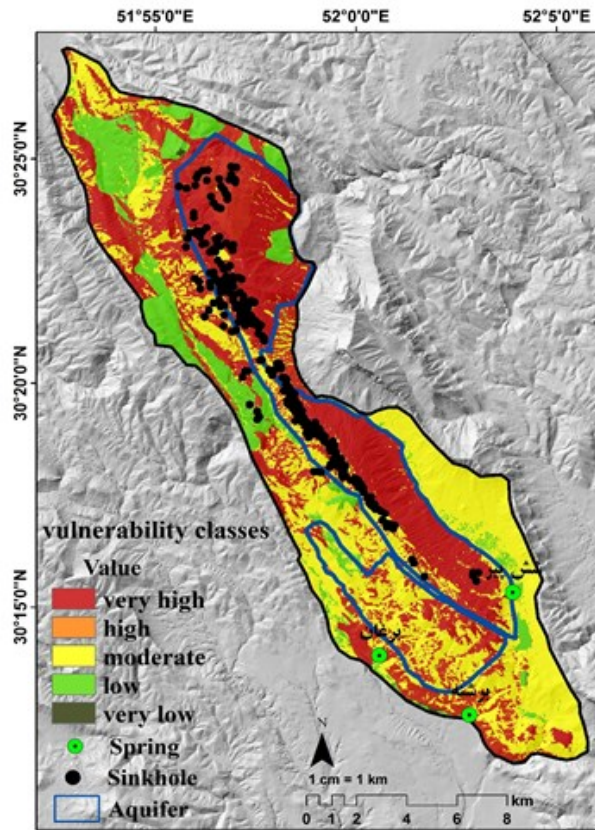 51°55'0"E
52°0'0"E
52°5'0"E
30°25'0"N
30°20'0"N
30°15'0"N
vulnerability classes
Value
very high
high
moderate
low
very low
Spring
Sinkhole
Aquifer
برغان
N
1 cm = 1 km
km
0 1 2 4 6 8